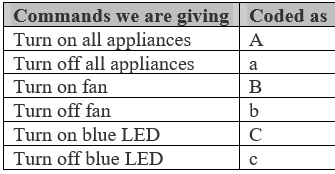 Commands we are giving Coded as
Turn on all appliances A
Turn off all appliances a
Turn on fan B
Turn off fan b
Turn on blue LED C
Turn off blue LED c